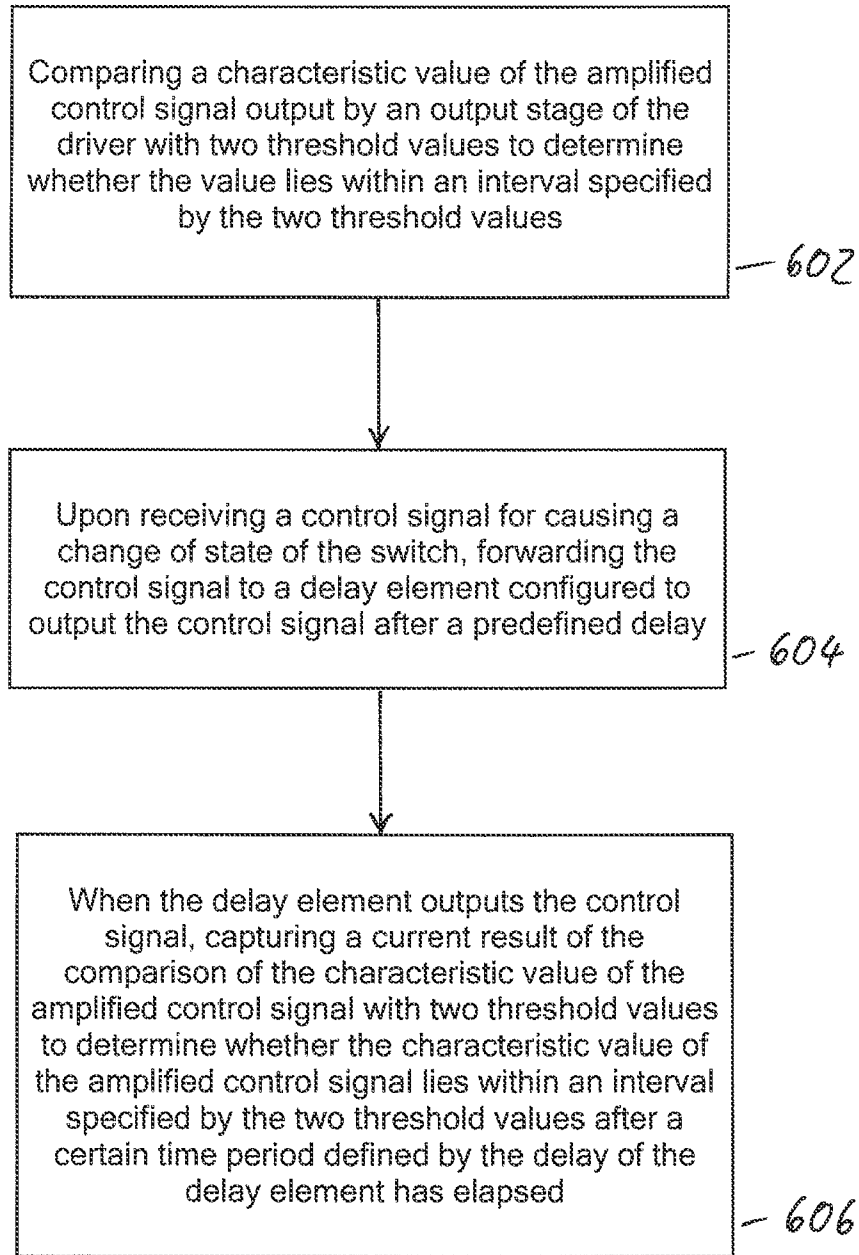 Comparing a characteristic value of the amplified
control signal output by an output stage of the
driver with two threshold values to determine
whether the value lies within an interval specified
by the two threshold values
602
Upon receiving a control signal for causing a
change of state of the switch, forwarding the
control signal to a delay element configured to
output the control signal after a predefined delay
604
When the delay element outputs the control
signal, capturing a current result of the
comparison of the characteristic value of the
amplified control signal with two threshold values
to determine whether the characteristic value of
the amplified control signal lies within an interval
specified by the two threshold values after a
certain time period defined by the delay of the
delay element has elapsed
606